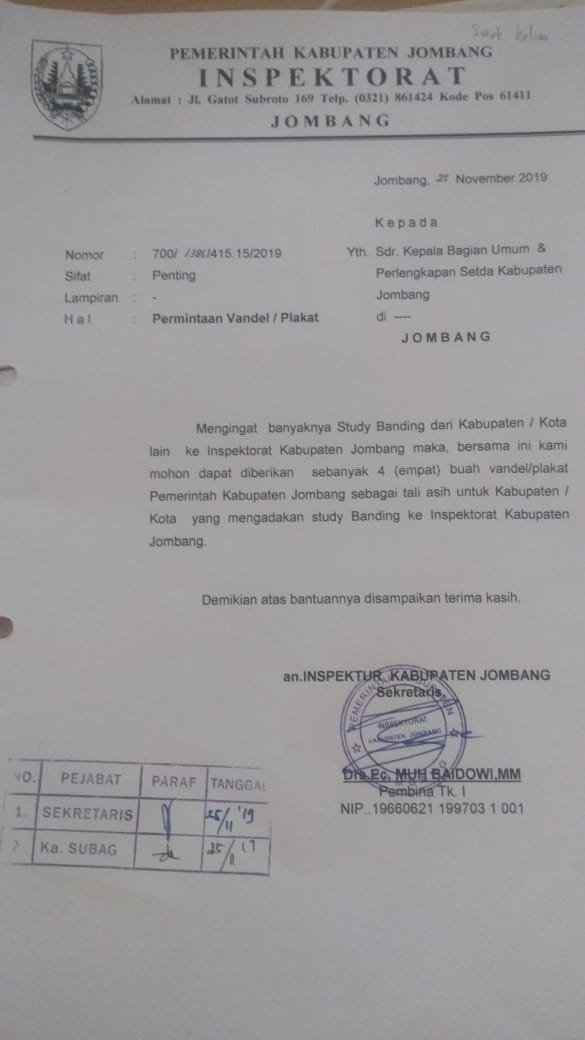 Surat
PEMERINTAH KABUPATEN JOMBANG
INSPEKTORAT
Alamat : Jl. Gatot Subroto 169 Telp. (0321) 861424 Kode Pos 61411
JOMBANG
Jombang, 25 November 2019
Kepada
Nomor : 700/ /415.15/2019
Sifat : Penting
Lampiran : -
Hal : Permintaan Vandel / Plakat
Yth. Sdr. Kepala Bagian Umum &
Perlengkapan Setda Kabupaten
Jombang
di ----
JOMBANG
Mengingat banyaknya Study Banding dari Kabupaten / Kota
lain ke Inspektorat Kabupaten Jombang maka, bersama ini kami
mohon dapat diberikan sebanyak 4 (empat) buah vandel/plakat
Pemerintah Kabupaten Jombang sebagai tali asih untuk Kabupaten /
Kota yang mengadakan study Banding ke Inspektorat Kabupaten
Jombang.
Demikian atas bantuannya disampaikan terima kasih.
an.INSPEKTUR KABUPATEN JOMBANG
Sekretaris,
PEMERINTAH KABUPATEN
INSPEKTORAT
KABUPATEN JOMBANG
Drs.Ec. MUH BAIDOWI,MM
Pembina Tk. I
NIP..19660621 199703 1 001
NO. PEJABAT PARAF TANGGAL
1. SEKRETARIS 25/11 '19
2 Ka. SUBAG 25/11 19